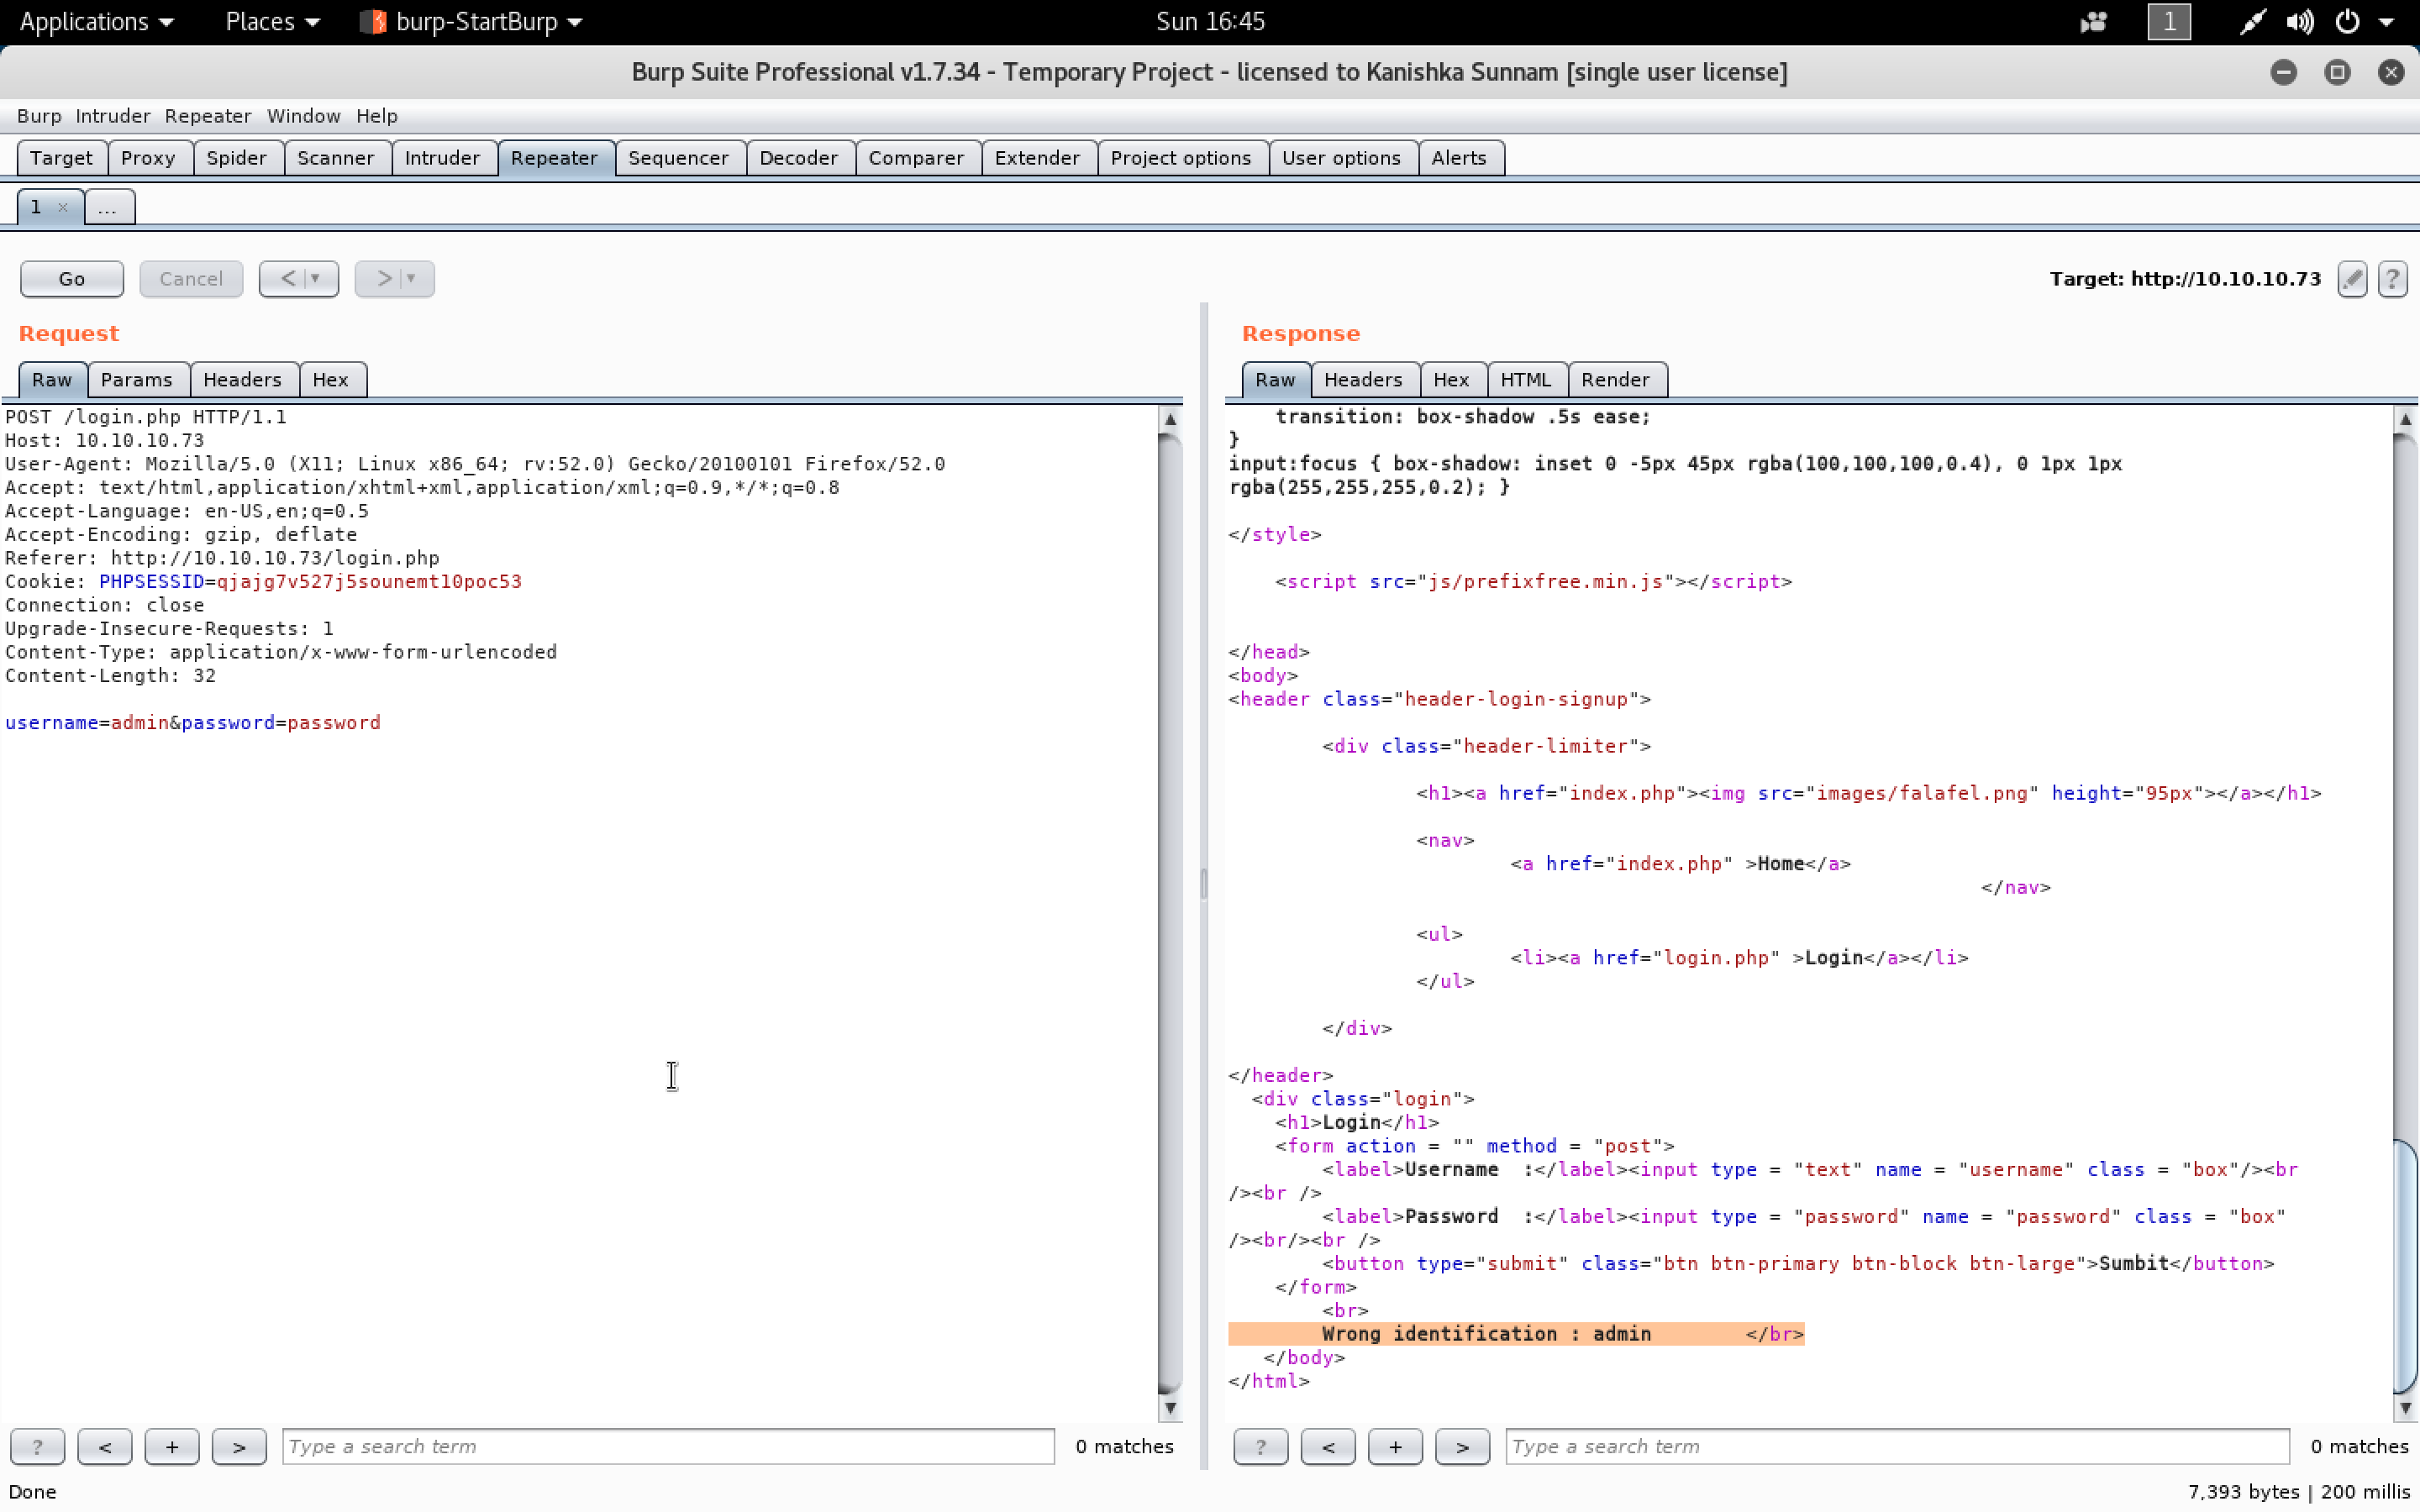 Applications Places burp-StartBurp Sun 16:45 1
Burp Suite Professional v1.7.34 - Temporary Project - licensed to Kanishka Sunnam [single user license]
Burp Intruder Repeater Window Help
Target Proxy Spider Scanner Intruder Repeater Sequencer Decoder Comparer Extender Project options User options Alerts
1 × ...
Go Cancel < > Target: http://10.10.10.73 ?
Request
Raw Params Headers Hex
POST /login.php HTTP/1.1
Host: 10.10.10.73
User-Agent: Mozilla/5.0 (X11; Linux x86_64; rv:52.0) Gecko/20100101 Firefox/52.0
Accept: text/html,application/xhtml+xml,application/xml;q=0.9,*/*;q=0.8
Accept-Language: en-US,en;q=0.5
Accept-Encoding: gzip, deflate
Referer: http://10.10.10.73/login.php
Cookie: PHPSESSID=qjajg7v527j5sounemt10poc53
Connection: close
Upgrade-Insecure-Requests: 1
Content-Type: application/x-www-form-urlencoded
Content-Length: 32
username=admin&password=password
? < + > Type a search term 0 matches
Response
Raw Headers Hex HTML Render
transition: box-shadow .5s ease;
}
input:focus { box-shadow: inset 0 -5px 45px rgba(100,100,100,0.4), 0 1px 1px
rgba(255,255,255,0.2); }
</style>
<script src="js/prefixfree.min.js"></script>
</head>
<body>
<header class="header-login-signup">
<div class="header-limiter">
<h1><a href="index.php"><img src="images/falafel.png" height="95px"></a></h1>
<nav>
<a href="index.php" >Home</a>
</nav>
<ul>
<li><a href="login.php" >Login</a></li>
</ul>
</div>
</header>
<div class="login">
<h1>Login</h1>
<form action = "" method = "post">
<label>Username  :</label><input type = "text" name = "username" class = "box"/><br
/><br />
<label>Password  :</label><input type = "password" name = "password" class = "box"
/><br/><br />
<button type="submit" class="btn btn-primary btn-block btn-large">Sumbit</button>
</form>
<br>
Wrong identification : admin        </br>
</body>
</html>
? < + > Type a search term 0 matches
Done 7,393 bytes | 200 millis